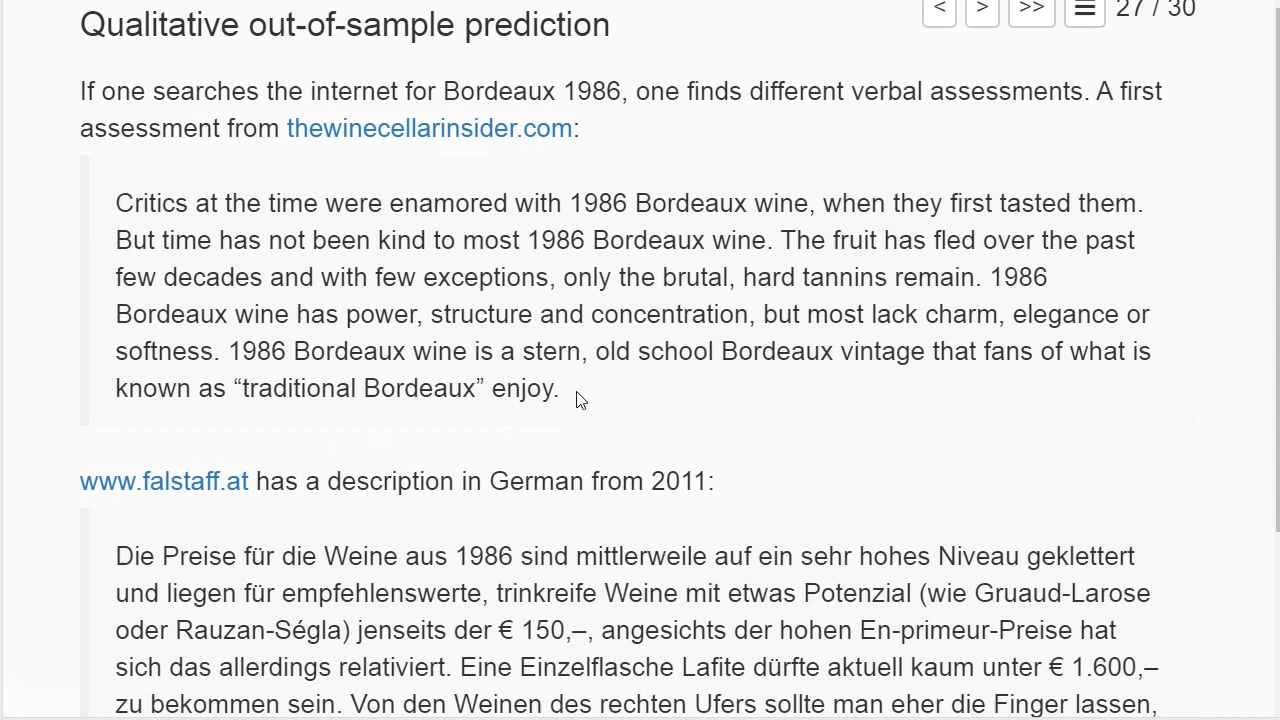 Qualitative out-of-sample prediction
< > >> ☰ 27 / 30
If one searches the internet for Bordeaux 1986, one finds different verbal assessments. A first
assessment from thewinecellarinsider.com:
Critics at the time were enamored with 1986 Bordeaux wine, when they first tasted them.
But time has not been kind to most 1986 Bordeaux wine. The fruit has fled over the past
few decades and with few exceptions, only the brutal, hard tannins remain. 1986
Bordeaux wine has power, structure and concentration, but most lack charm, elegance or
softness. 1986 Bordeaux wine is a stern, old school Bordeaux vintage that fans of what is
known as “traditional Bordeaux” enjoy.
www.falstaff.at has a description in German from 2011:
Die Preise für die Weine aus 1986 sind mittlerweile auf ein sehr hohes Niveau geklettert
und liegen für empfehlenswerte, trinkreife Weine mit etwas Potenzial (wie Gruaud-Larose
oder Rauzan-Ségla) jenseits der € 150,–, angesichts der hohen En-primeur-Preise hat
sich das allerdings relativiert. Eine Einzelflasche Lafite dürfte aktuell kaum unter € 1.600,–
zu bekommen sein. Von den Weinen des rechten Ufers sollte man eher die Finger lassen,